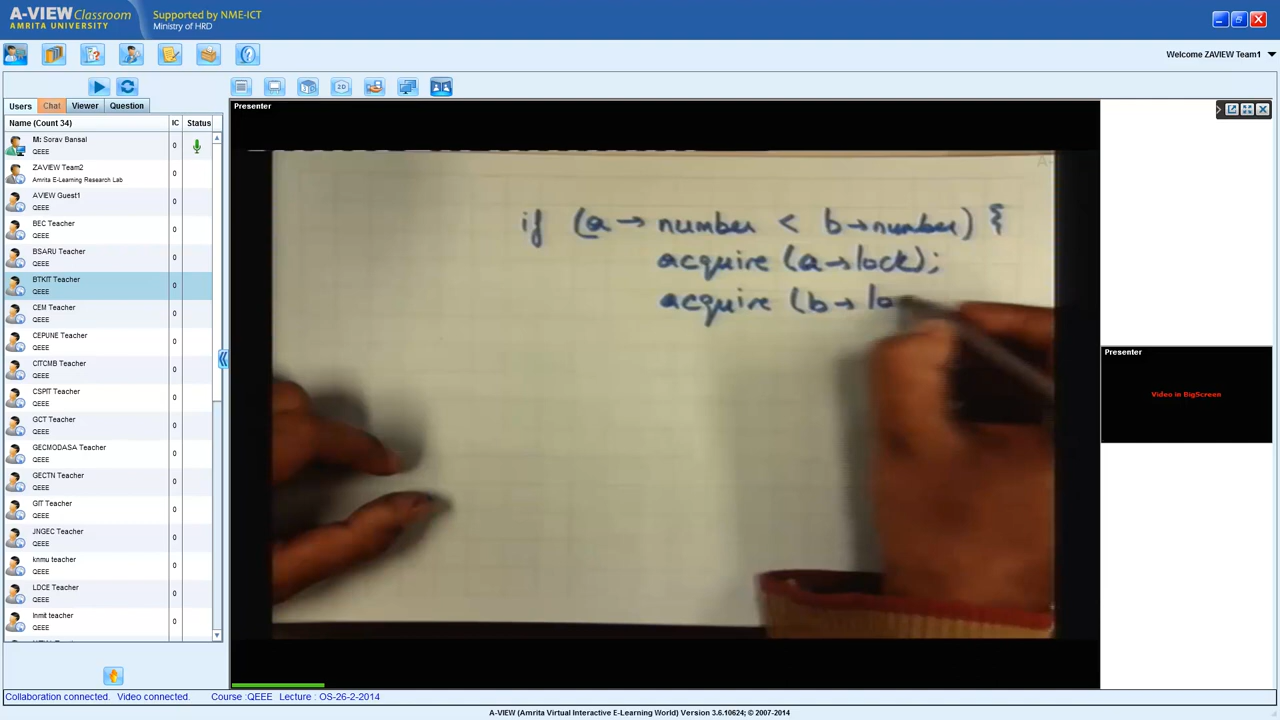 A-VIEW Classroom
AMRITA UNIVERSITY
Supported by NME-ICT
Ministry of HRD
Welcome ZAVIEW Team1
Users Chat Viewer Question
Name (Count 34) IC Status
M: Sorav Bansal
QEEE 0
ZAVIEW Team2
Amrita E-Learning Research Lab 0
AVIEW Guest1
QEEE 0
BEC Teacher
QEEE 0
BSARU Teacher
QEEE 0
BTKIT Teacher
QEEE 0
CEM Teacher
QEEE 0
CEPUNE Teacher
QEEE 0
CITCMB Teacher
QEEE 0
CSPIT Teacher
QEEE 0
GCT Teacher
QEEE 0
GECMODASA Teacher
QEEE 0
GECTN Teacher
QEEE 0
GIT Teacher
QEEE 0
JNGEC Teacher
QEEE 0
knmu teacher
QEEE 0
LDCE Teacher
QEEE 0
lnmit teacher
QEEE 0
Presenter
if (a → number < b → number) {
acquire (a → lock);
acquire (b → lo
Presenter
Video in BigScreen
Collaboration connected. Video connected. Course :QEEE Lecture : OS-26-2-2014
A-VIEW (Amrita Virtual Interactive E-Learning World) Version 3.6.10624; © 2007-2014